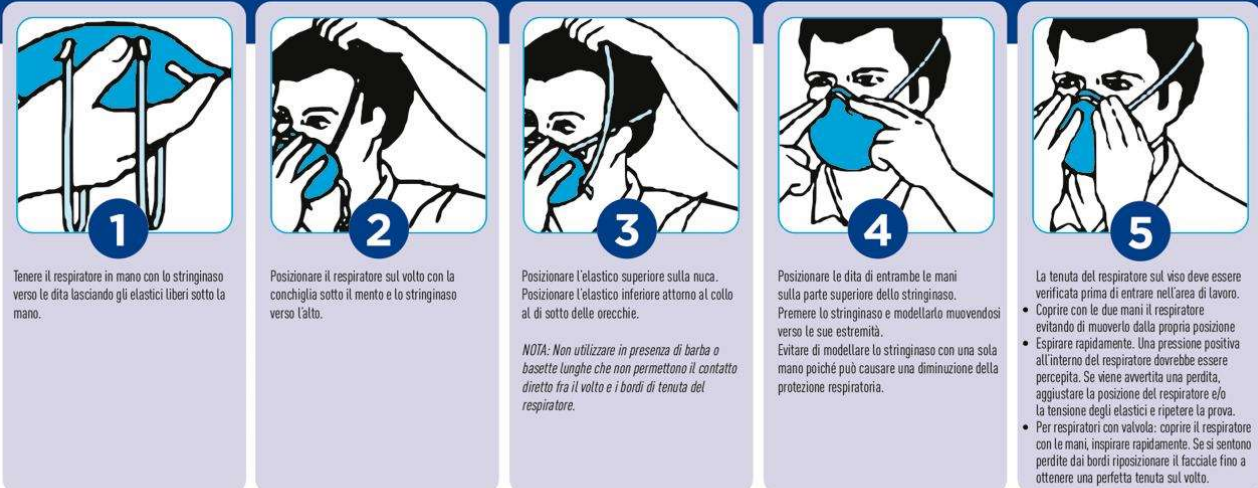 1
Tenere il respiratore in mano con lo stringinaso
verso le dita lasciando gli elastici liberi sotto la
mano.
2
Posizionare il respiratore sul volto con la
conchiglia sotto il mento e lo stringinaso
verso l'alto.
3
Posizionare l'elastico superiore sulla nuca.
Posizionare l'elastico inferiore attorno al collo
al di sotto delle orecchie.
NOTA: Non utilizzare in presenza di barba o
basette lunghe che non permettono il contatto
diretto fra il volto e i bordi di tenuta del
respiratore.
4
Posizionare le dita di entrambe le mani
sulla parte superiore dello stringinaso.
Premere lo stringinaso e modellarlo muovendosi
verso le sue estremità.
Evitare di modellare lo stringinaso con una sola
mano poiché può causare una diminuzione della
protezione respiratoria.
5
La tenuta del respiratore sul viso deve essere
verificata prima di entrare nell'area di lavoro.
• Coprire con le due mani il respiratore
evitando di muoverlo dalla propria posizione
• Espirare rapidamente. Una pressione positiva
all'interno del respiratore dovrebbe essere
percepita. Se viene avvertita una perdita,
aggiustare la posizione del respiratore e/o
la tensione degli elastici e ripetere la prova.
• Per respiratori con valvola: coprire il respiratore
con le mani, inspirare rapidamente. Se si sentono
perdite dai bordi riposizionare il facciale fino a
ottenere una perfetta tenuta sul volto.